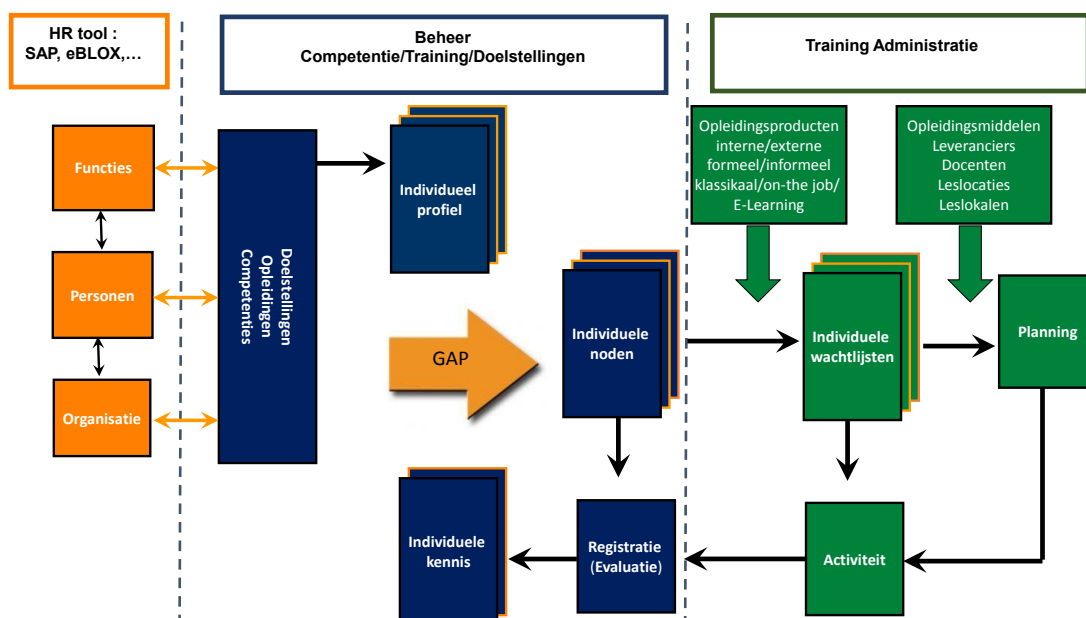 HR tool :
SAP, eBLOX,...
Beheer
Competentie/Training/Doelstellingen
Training Administratie
Functies
Personen
Organisatie
Doelstellingen
Opleidingen
Competenties
Individueel
profiel
GAP
Individuele
noden
Individuele
kennis
Registratie
(Evaluatie)
Opleidingsproducten
interne/externe
formeel/informeel
klassikaal/on-the job/
E-Learning
Opleidingsmiddelen
Leveranciers
Docenten
Leslocaties
Leslokalen
Individuele
wachtlijsten
Planning
Activiteit